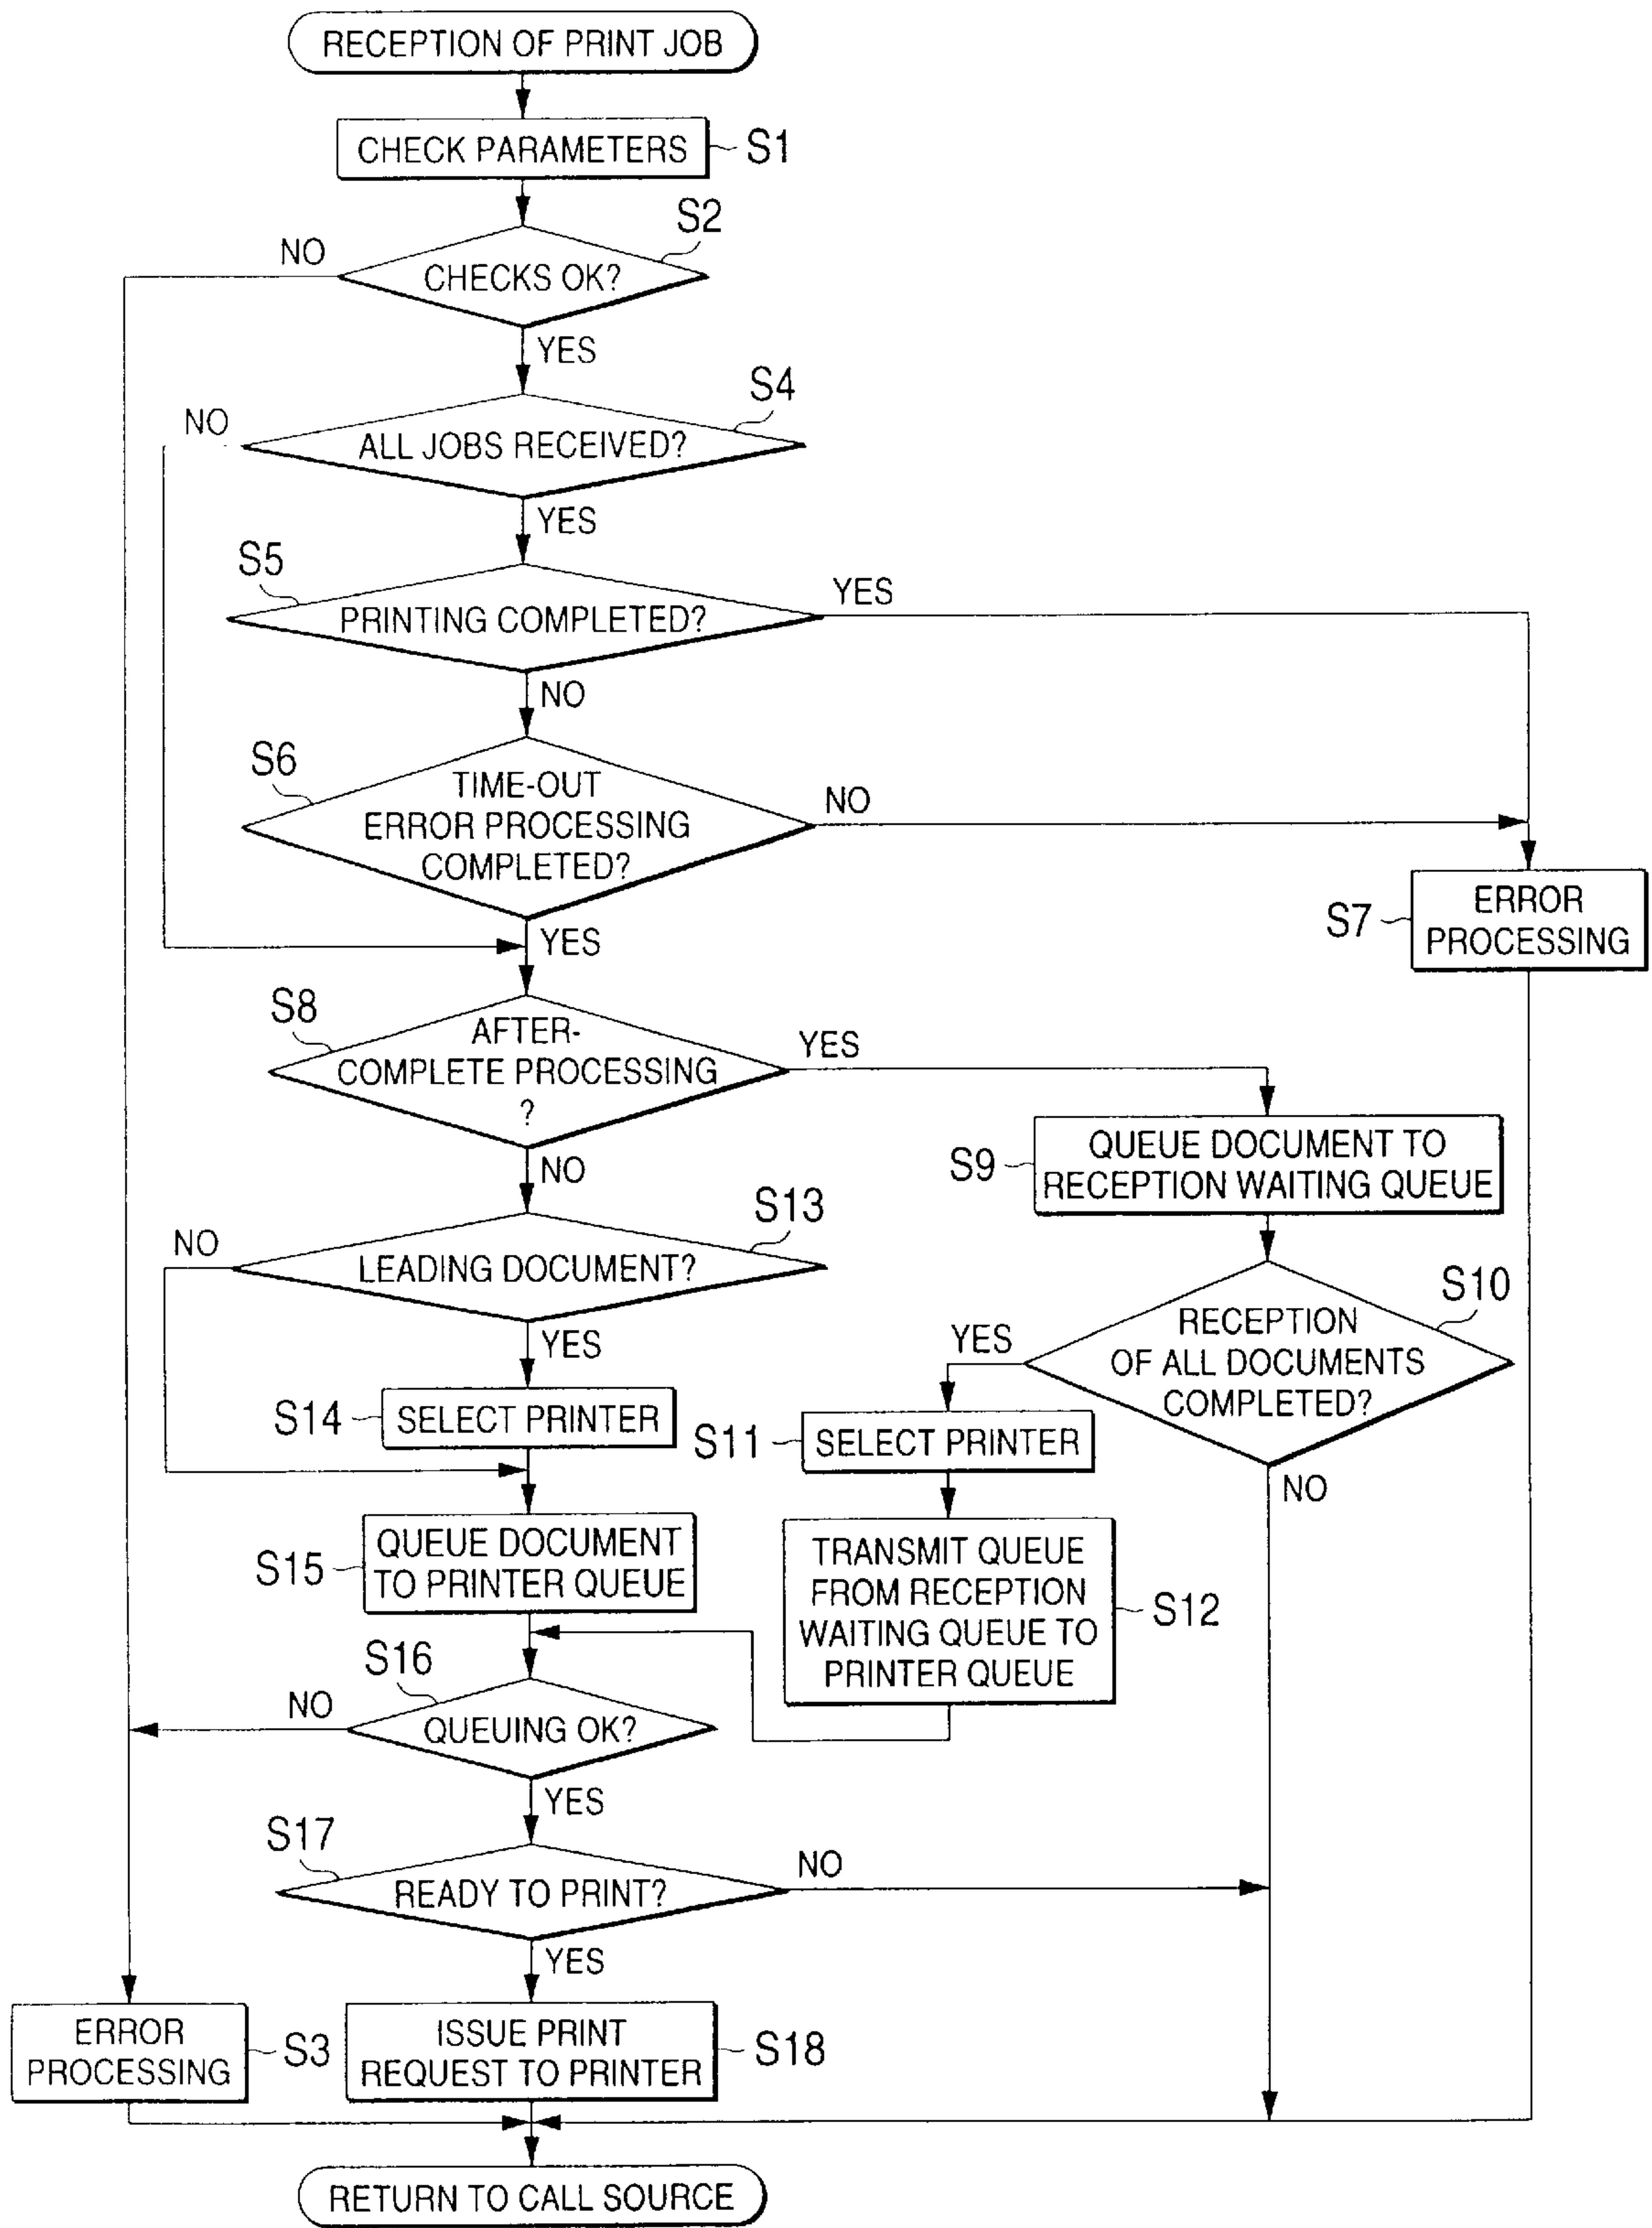 RECEPTION OF PRINT JOB
CHECK PARAMETERS
S1
S2
NO
CHECKS OK?
YES
S4
NO
ALL JOBS RECEIVED?
YES
S5
YES
PRINTING COMPLETED?
NO
S6
TIME-OUT
ERROR PROCESSING
COMPLETED?
NO
YES
S7
ERROR
PROCESSING
S8
AFTER-
COMPLETE PROCESSING
?
YES
NO
S9
QUEUE DOCUMENT TO
RECEPTION WAITING QUEUE
S13
NO
LEADING DOCUMENT?
YES
S10
RECEPTION
OF ALL DOCUMENTS
COMPLETED?
YES
NO
S14
SELECT PRINTER
S11
SELECT PRINTER
S15
QUEUE DOCUMENT
TO PRINTER QUEUE
TRANSMIT QUEUE
FROM RECEPTION
WAITING QUEUE TO
PRINTER QUEUE
S12
S16
NO
QUEUING OK?
YES
S17
NO
READY TO PRINT?
YES
ERROR
PROCESSING
S3
ISSUE PRINT
REQUEST TO PRINTER
S18
RETURN TO CALL SOURCE